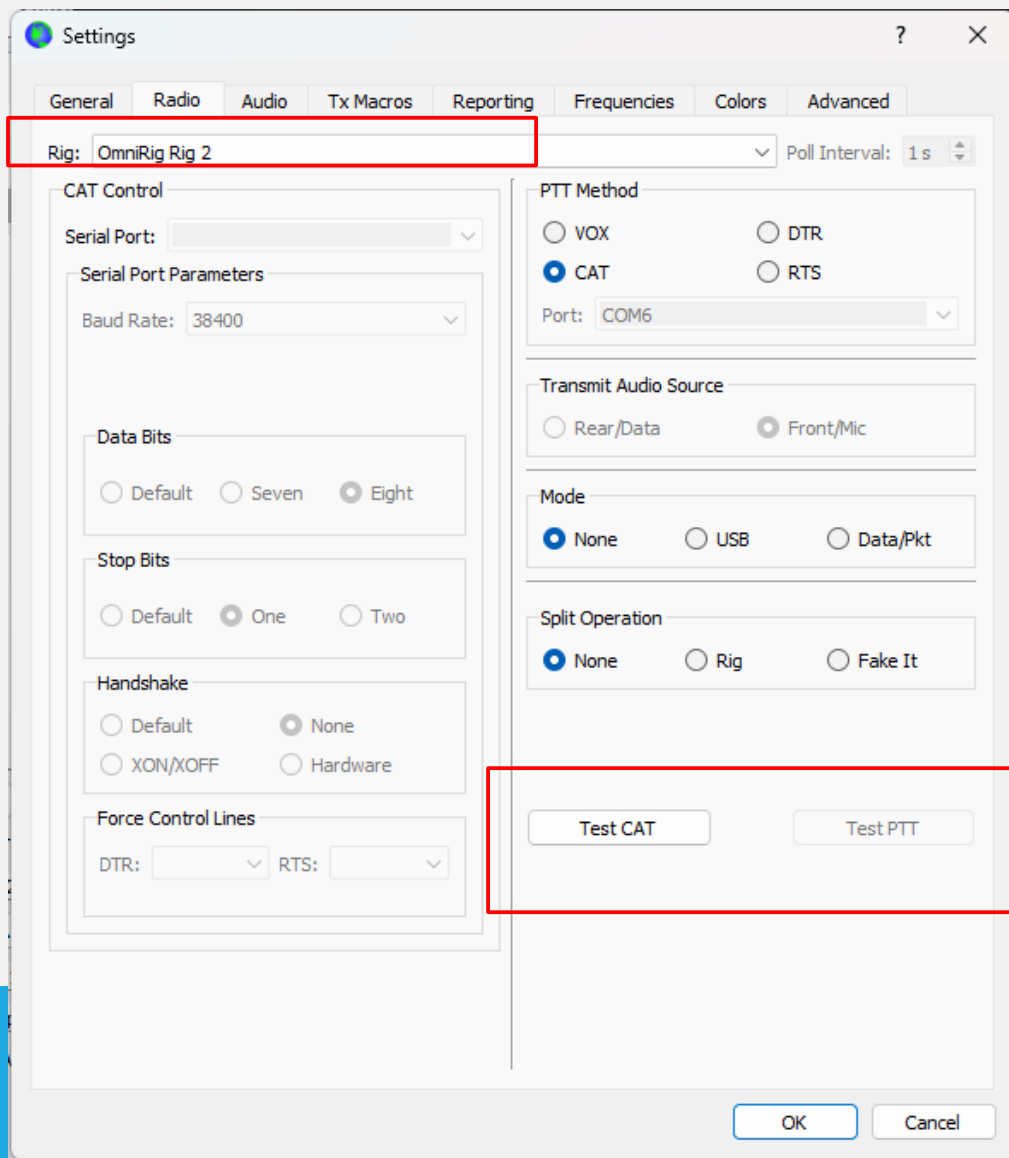 Settings
?
General Radio Audio Tx Macros Reporting Frequencies Colors Advanced
Rig: OmniRig Rig 2 Poll Interval: 1 s
CAT Control
Serial Port:
Serial Port Parameters
Baud Rate: 38400
Data Bits
Default Seven Eight
Stop Bits
Default One Two
Handshake
Default None
XON/XOFF Hardware
Force Control Lines
DTR: RTS:
PTT Method
VOX DTR
CAT RTS
Port: COM6
Transmit Audio Source
Rear/Data Front/Mic
Mode
None USB Data/Pkt
Split Operation
None Rig Fake It
Test CAT Test PTT
OK Cancel